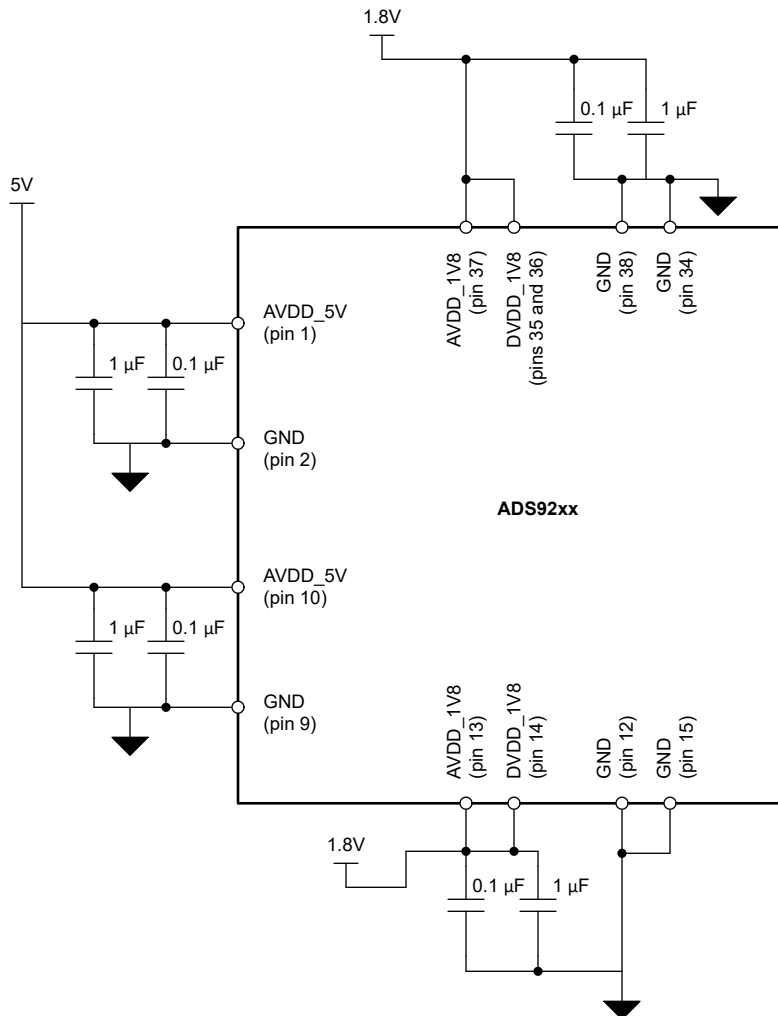 1.8V
0.1 µF
1 µF
5V
AVDD_1V8
(pin 37)
DVDD_1V8
(pins 35 and 36)
GND
(pin 38)
GND
(pin 34)
AVDD_5V
(pin 1)
1 µF
0.1 µF
GND
(pin 2)
ADS92xx
AVDD_5V
(pin 10)
1 µF
0.1 µF
GND
(pin 9)
AVDD_1V8
(pin 13)
DVDD_1V8
(pin 14)
GND
(pin 12)
GND
(pin 15)
1.8V
0.1 µF
1 µF